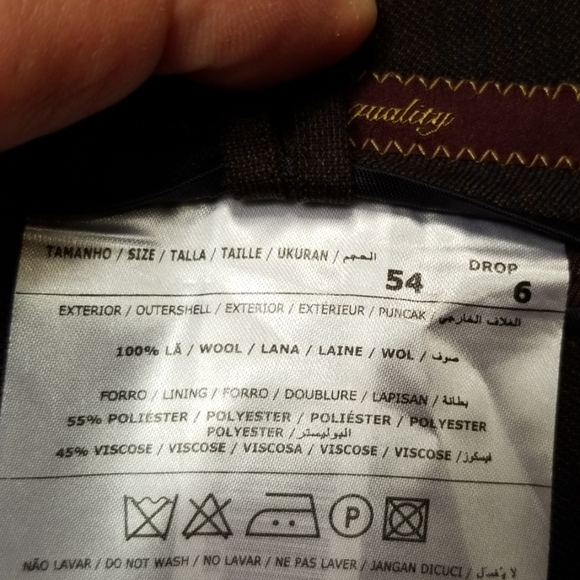 quality
TAMANHO / SIZE / TALLA / TAILLE / UKURAN / الحجم
54
DROP
6
EXTERIOR / OUTERSHELL / EXTERIOR / EXTÉRIEUR / PUNCAK / الغلاف الخارجي
100% LÃ / WOOL / LANA / LAINE / WOL / صوف
FORRO / LINING / FORRO / DOUBLURE / LAPISAN / بطانة
55% POLIÉSTER / POLYESTER / POLIÉSTER / POLYESTER
POLYESTER / البوليستر
45% VISCOSE / VISCOSE / VISCOSA / VISCOSE / VISCOSE / فيسكوز
P
NÃO LAVAR / DO NOT WASH / NO LAVAR / NE PAS LAVER / JANGAN DICUCI / لا يغسل